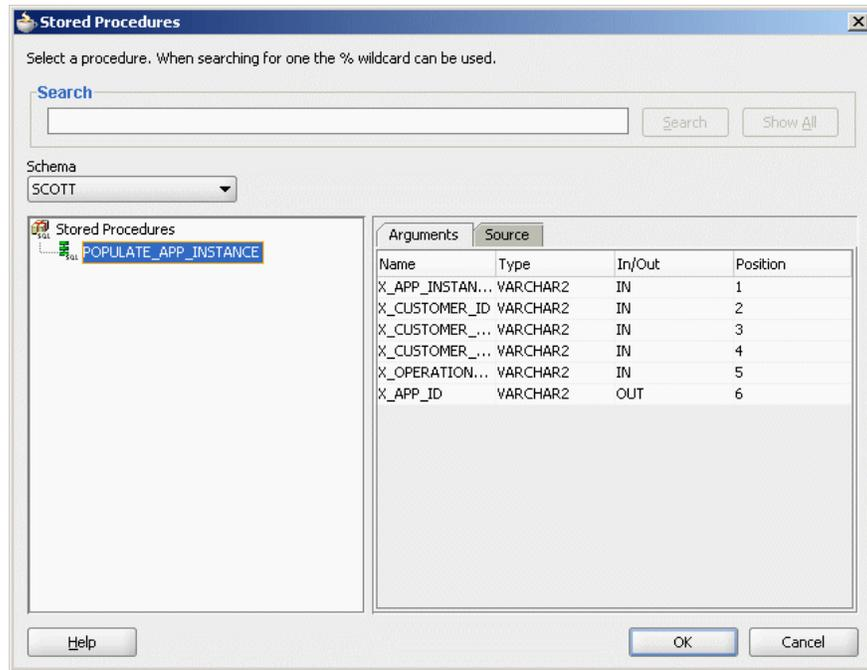 Stored Procedures
Select a procedure. When searching for one the % wildcard can be used.
Search
Search Show All
Schema
SCOTT
Stored Procedures
POPULATE_APP_INSTANCE
Arguments Source
Name Type In/Out Position
X_APP_INSTAN... VARCHAR2 IN 1
X_CUSTOMER_ID VARCHAR2 IN 2
X_CUSTOMER_... VARCHAR2 IN 3
X_CUSTOMER_... VARCHAR2 IN 4
X_OPERATION... VARCHAR2 IN 5
X_APP_ID VARCHAR2 OUT 6
Help OK Cancel